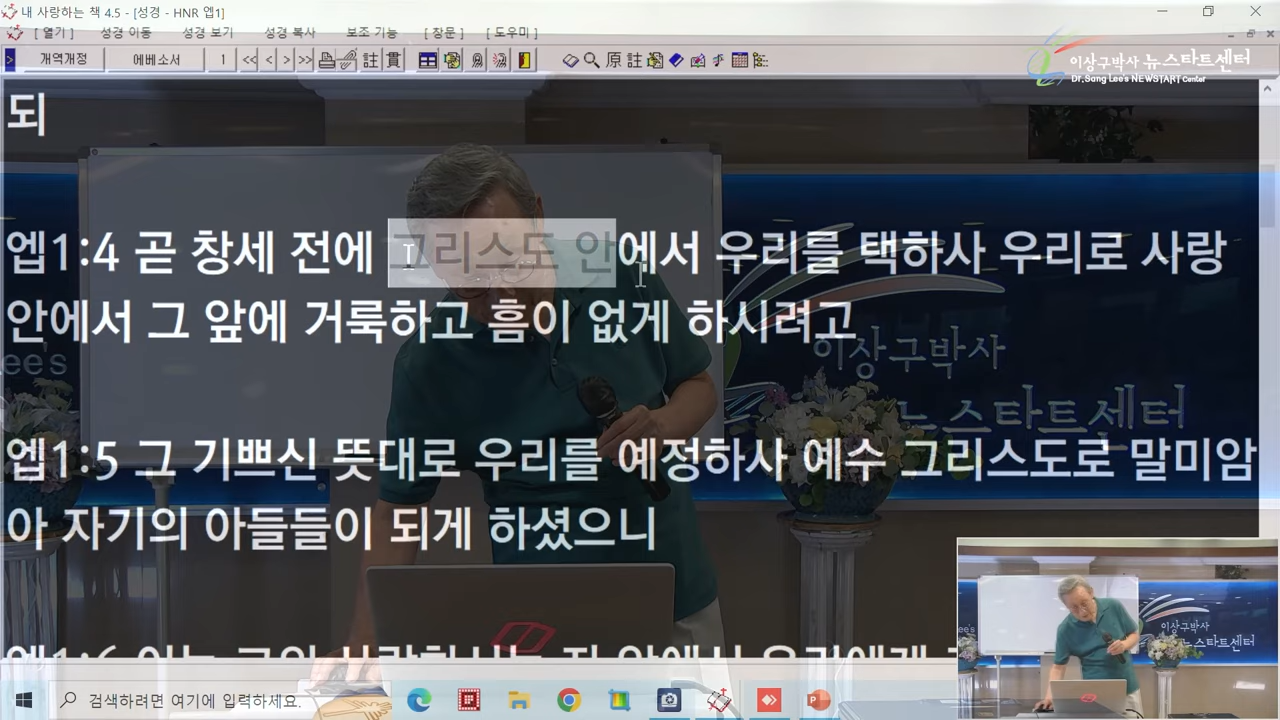 내 사랑하는 책 4.5 - [성경 - HNR 엡1]
[ 열기 ] 성경 이동 성경 보기 성경 복사 보조 기능 [ 창문 ] [ 도우미 ]
> 개역개정 에베소서 1 << < > >> 註 貫 原 註
이상구박사 뉴스타트센터
Dr. Sang Lee's NEWSTART Center
되
엡1:4 곧 창세 전에 그리스도 안에서 우리를 택하사 우리로 사랑
안에서 그 앞에 거룩하고 흠이 없게 하시려고
ee's
이상구박사
뉴스타트센터
엡1:5 그 기쁘신 뜻대로 우리를 예정하사 예수 그리스도로 말미암
아 자기의 아들들이 되게 하셨으니
이상구박사
뉴스타트센터
검색하려면 여기에 입력하세요.